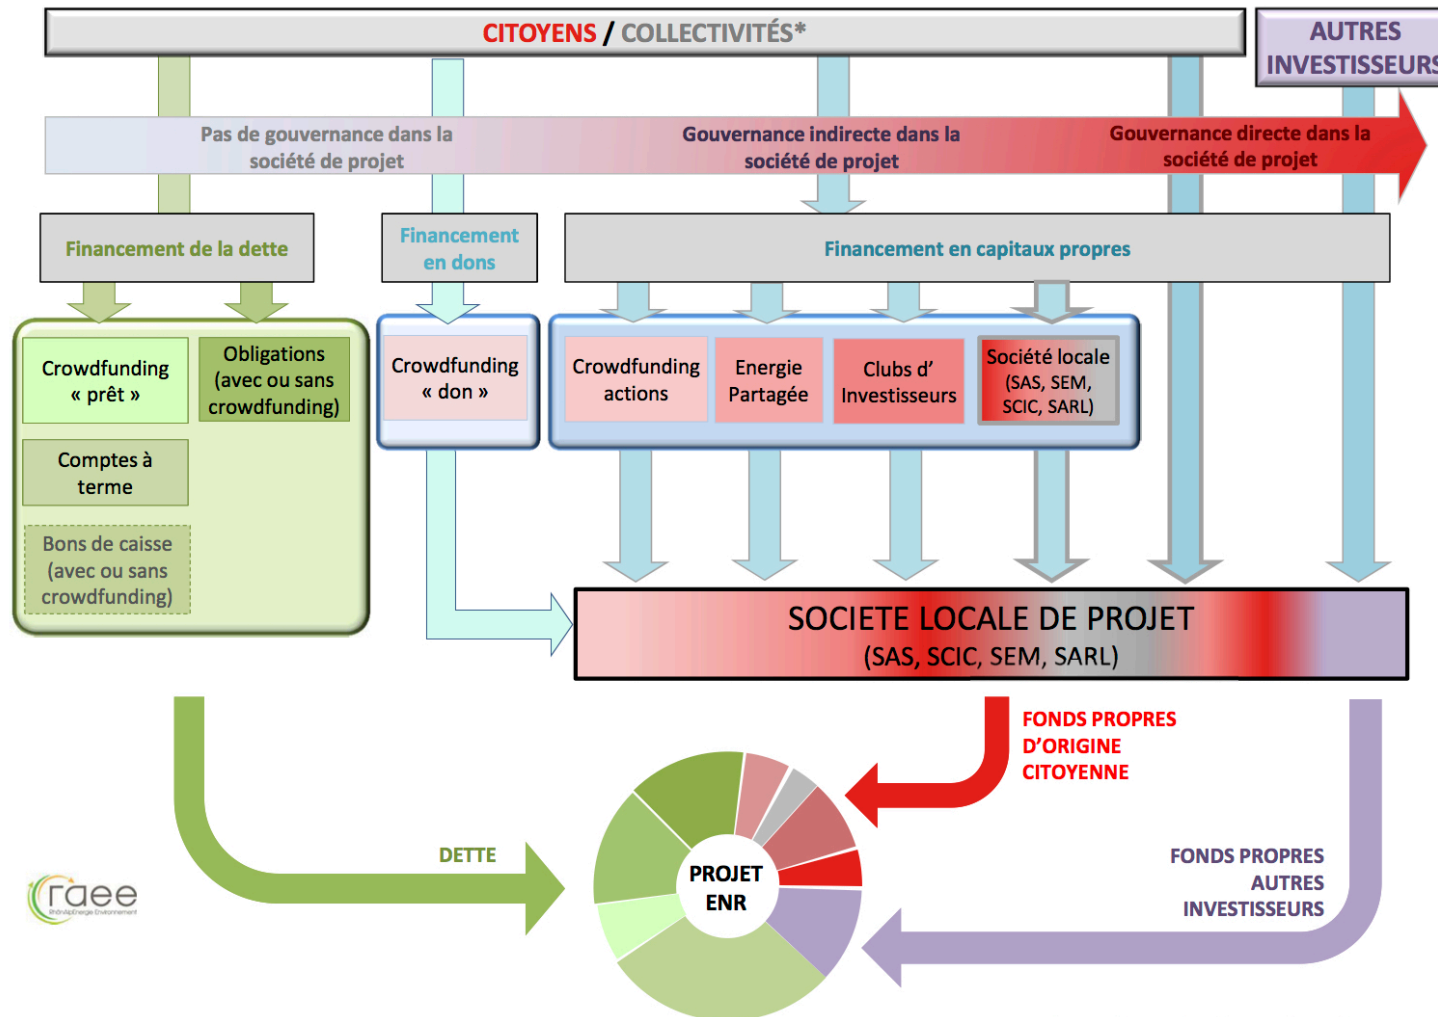 CITOYENS / COLLECTIVITÉS*
AUTRES
INVESTISSEURS
Pas de gouvernance dans la
société de projet
Gouvernance indirecte dans la
société de projet
Gouvernance directe dans la
société de projet
Financement de la dette
Financement
en dons
Financement en capitaux propres
Crowdfunding
« prêt »
Obligations
(avec ou sans
crowdfunding)
Comptes à
terme
Bons de caisse
(avec ou sans
crowdfunding)
Crowdfunding
« don »
Crowdfunding
actions
Energie
Partagée
Clubs d’
Investisseurs
Société locale
(SAS, SEM,
SCIC, SARL)
SOCIETE LOCALE DE PROJET
(SAS, SCIC, SEM, SARL)
FONDS PROPRES
D’ORIGINE
CITOYENNE
DETTE
PROJET
ENR
FONDS PROPRES
AUTRES
INVESTISSEURS
raee
RhônAlpEnergie Environnement